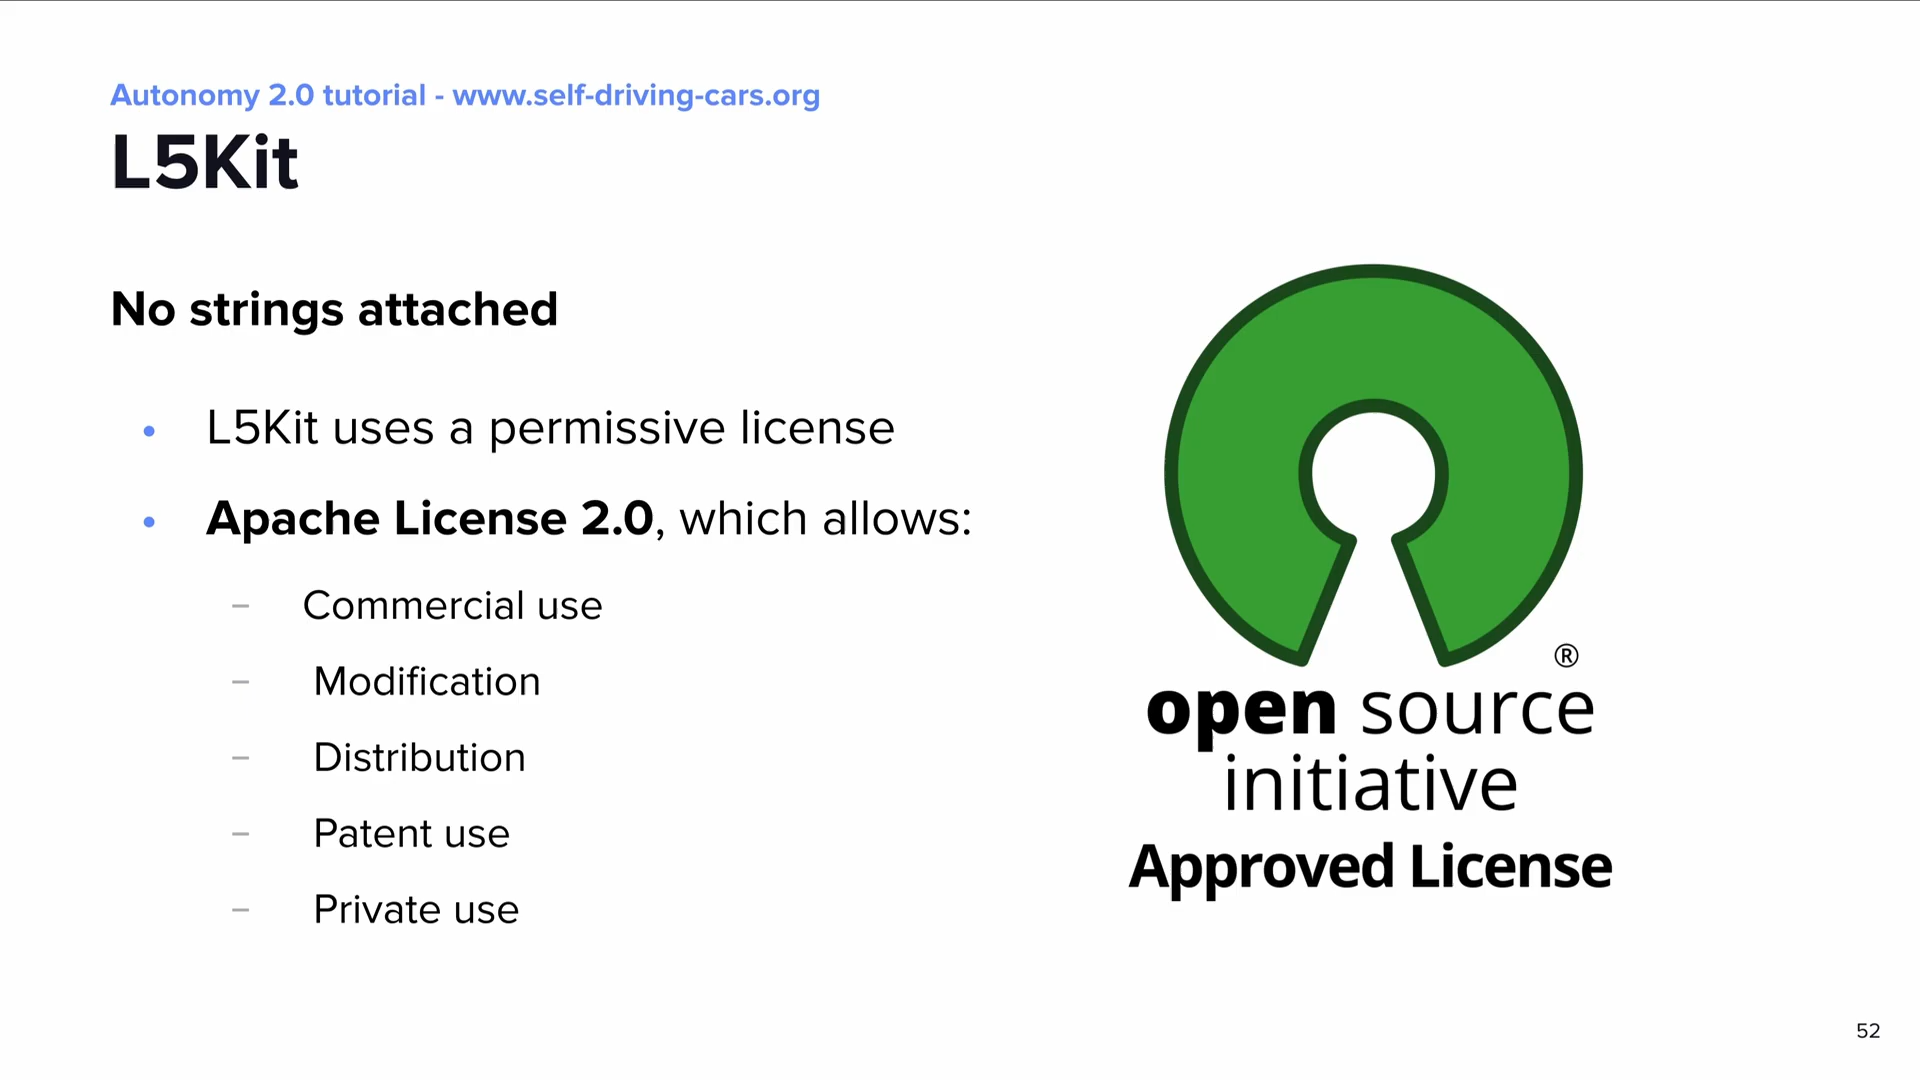 Autonomy 2.0 tutorial - www.self-driving-cars.org
L5Kit
No strings attached
• L5Kit uses a permissive license
• Apache License 2.0, which allows:
– Commercial use
– Modification
– Distribution
– Patent use
– Private use
®
open source
initiative
Approved License
52